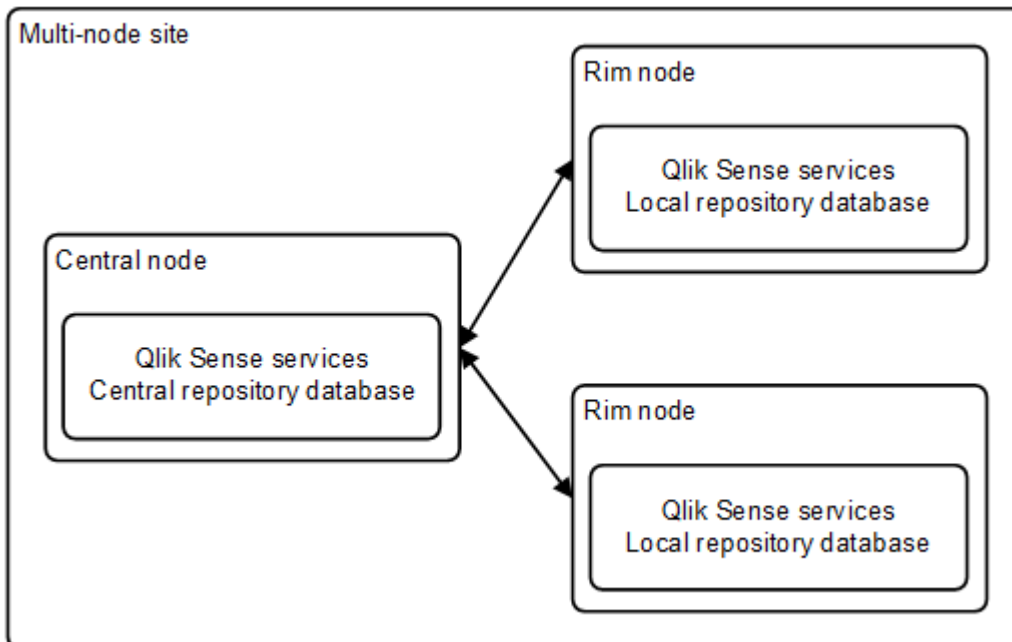 Multi-node site
Rim node
Qlik Sense services
Local repository database
Central node
Qlik Sense services
Central repository database
Rim node
Qlik Sense services
Local repository database